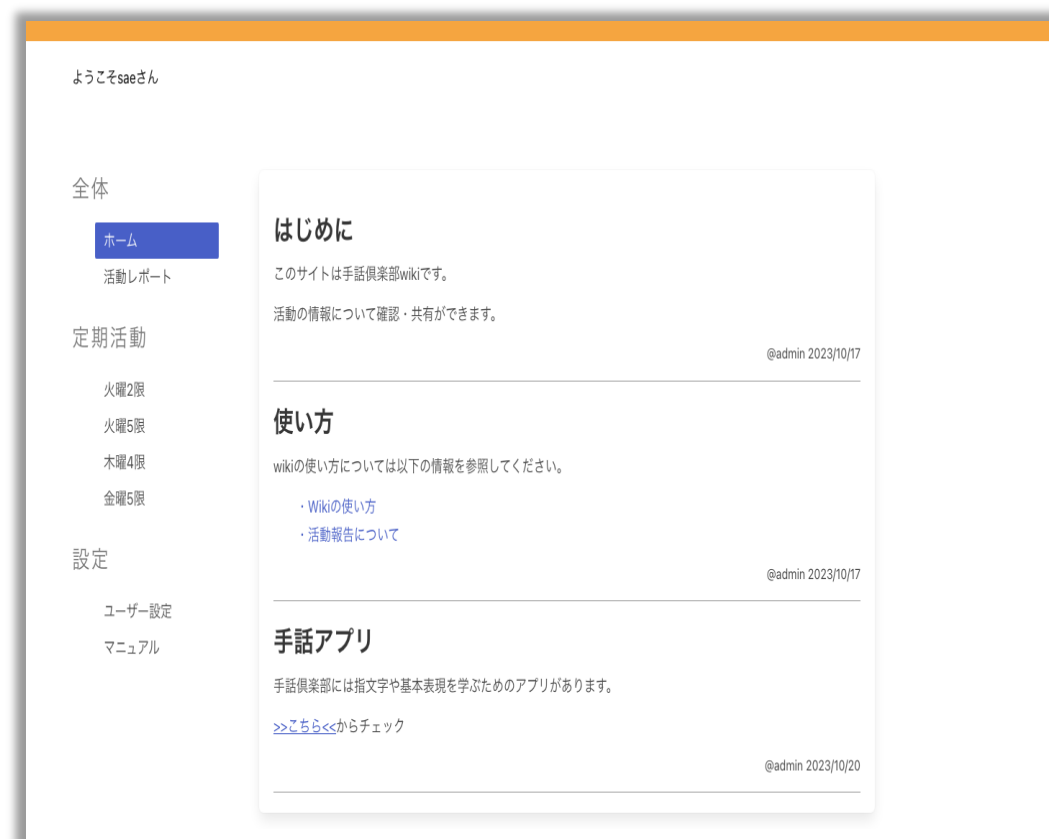 ようこそsaeさん
全体
ホーム
活動レポート
定期活動
火曜2限
火曜5限
木曜4限
金曜5限
設定
ユーザー設定
マニュアル
はじめに
このサイトは手話倶楽部wikiです。
活動の情報について確認・共有ができます。
@admin 2023/10/17
使い方
wikiの使い方については以下の情報を参照してください。
・Wikiの使い方
・活動報告について
@admin 2023/10/17
手話アプリ
手話倶楽部には指文字や基本表現を学ぶためのアプリがあります。
>>こちら<<からチェック
@admin 2023/10/20